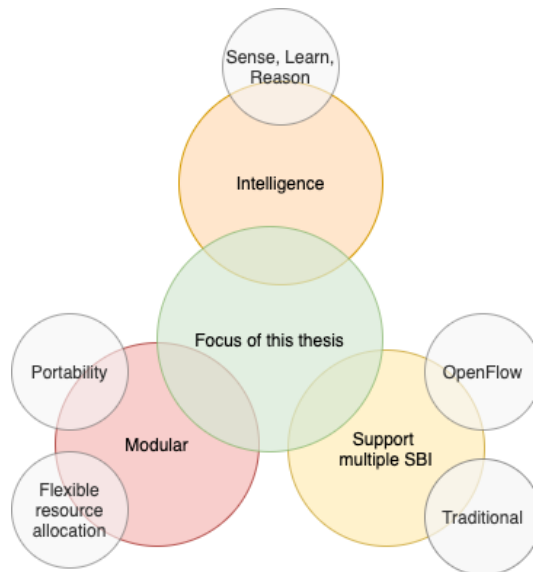 Sense, Learn,
Reason
Intelligence
Focus of this thesis
Portability
OpenFlow
Modular
Support
multiple SBI
Flexible
resource
allocation
Traditional